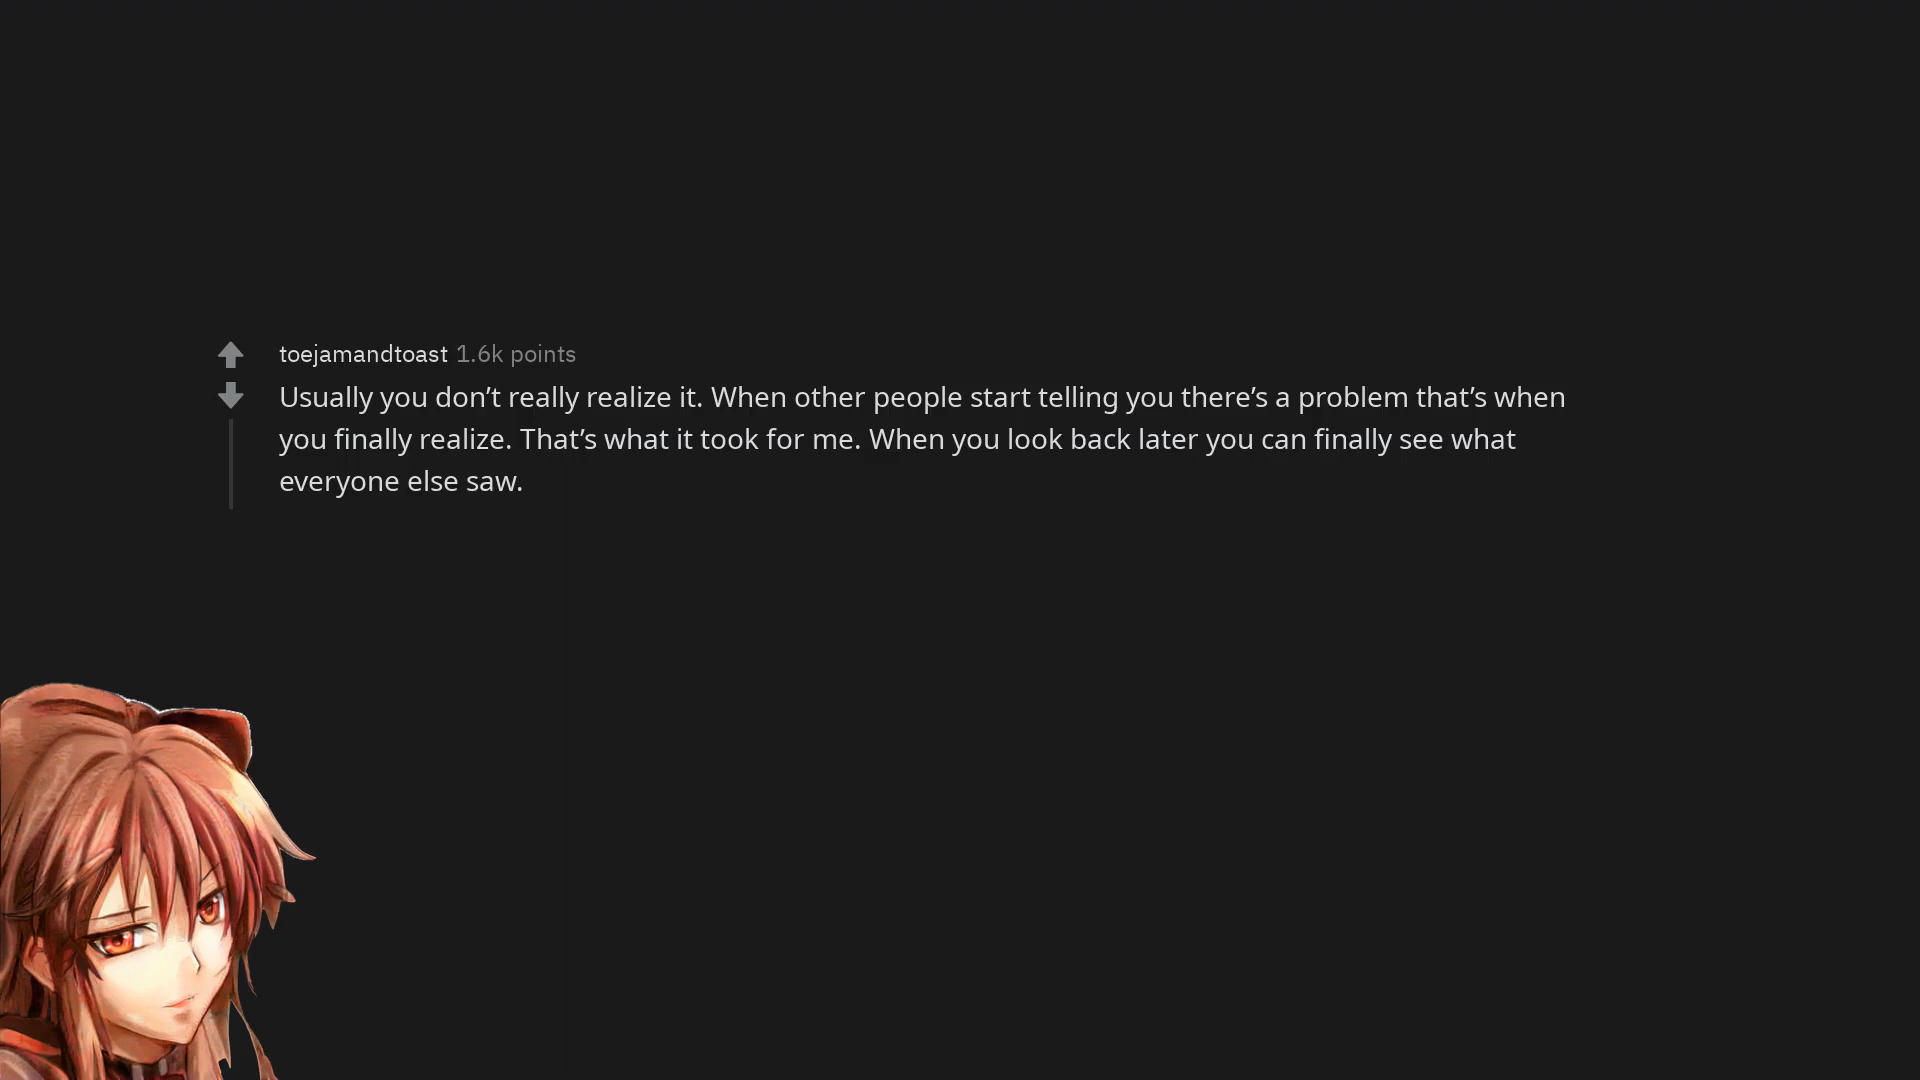 toejamandtoast 1.6k points
Usually you don’t really realize it. When other people start telling you there’s a problem that’s when
you finally realize. That’s what it took for me. When you look back later you can finally see what
everyone else saw.